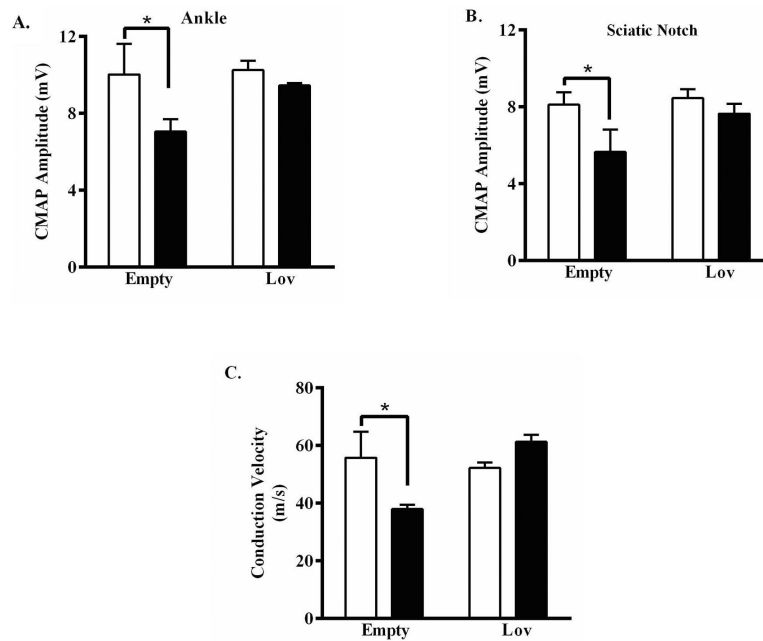 A.
Ankle
*
CMAP Amplitude (mV)
12
8
4
0
Empty
Lov
B.
Sciatic Notch
*
CMAP Amplitude (mV)
12
8
4
0
Empty
Lov
C.
*
Conduction Velocity
(m/s)
80
60
40
20
0
Empty
Lov